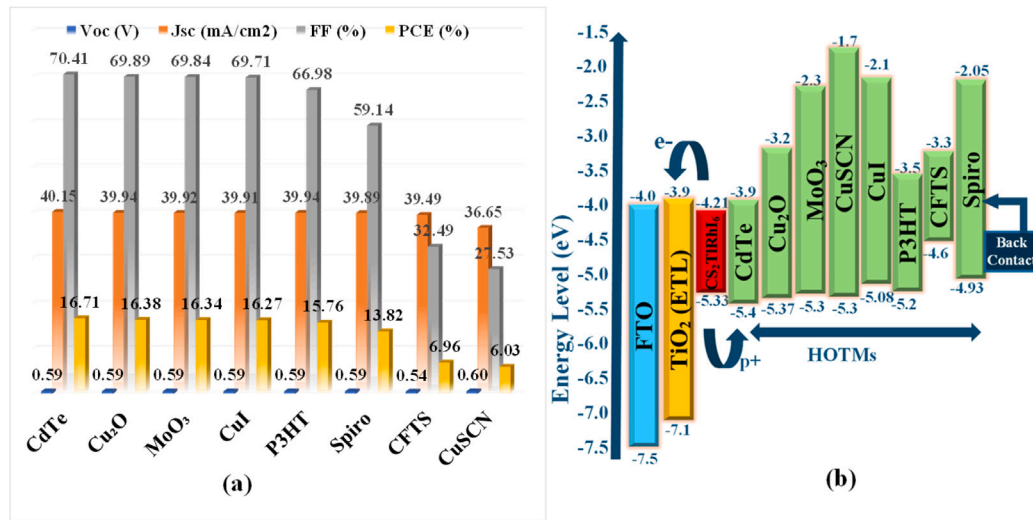 Voc (V) Jsc (mA/cm2) FF (%) PCE (%)
70.41 69.89 69.84 69.71 66.98 59.14
40.15 39.94 39.92 39.91 39.94 39.89 39.49 36.65
32.49 27.53
16.71 16.38 16.34 16.27 15.76 13.82 6.96 6.03
0.59 0.59 0.59 0.59 0.59 0.59 0.54 0.60
CdTe Cu₂O MoO₃ CuI P3HT Spiro CFTS CuSCN
(a)
Energy Level (eV)
-1.5
-2.0
-2.5
-3.0
-3.5
-4.0
-4.5
-5.0
-5.5
-6.0
-6.5
-7.0
-7.5
e-
-4.0 -3.9 -4.21 -3.9 -3.2 -2.3 -1.7 -2.1 -3.5 -3.3 -2.05
FTO TiO₂ (ETL) CS₂TlRhI₆ CdTe Cu₂O MoO₃ CuSCN CuI P3HT CFTS Spiro
Back
Contact
-7.5 -7.1 -5.33 -5.4 -5.37 -5.3 -5.3 -5.08 -5.2 -4.6 -4.93
p+
HOTMs
(b)